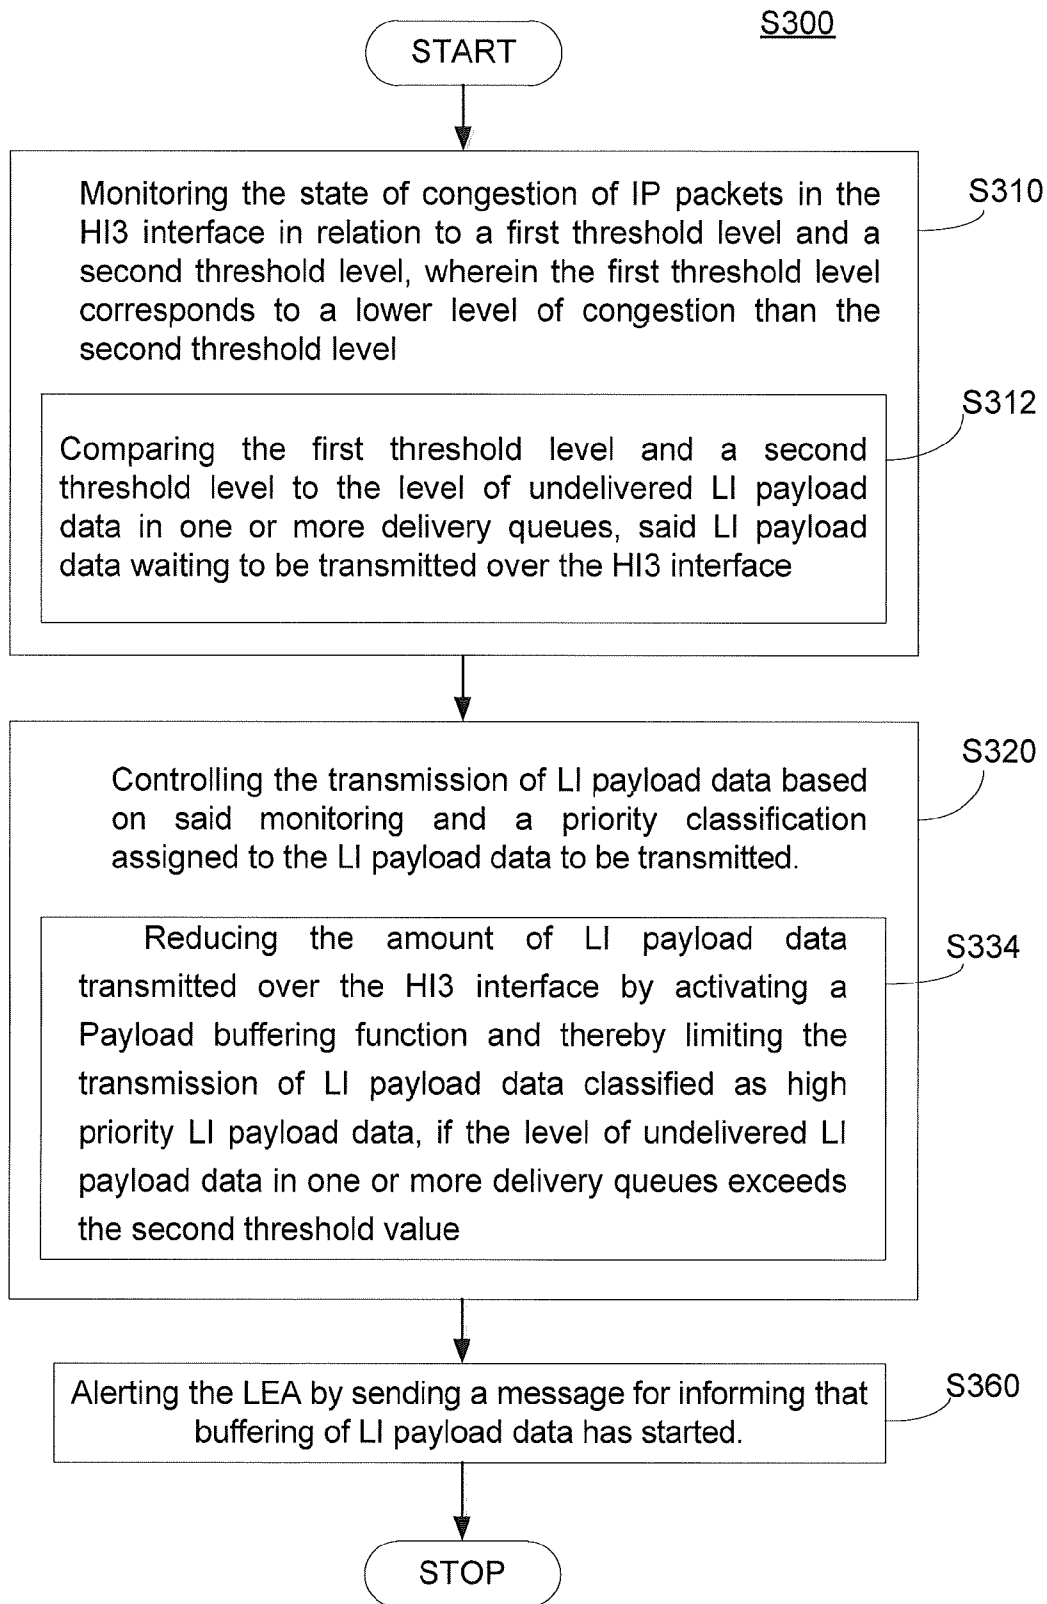 S300
START
Monitoring the state of congestion of IP packets in the
HI3 interface in relation to a first threshold level and a
second threshold level, wherein the first threshold level
corresponds to a lower level of congestion than the
second threshold level
S310
Comparing the first threshold level and a second
threshold level to the level of undelivered LI payload
data in one or more delivery queues, said LI payload
data waiting to be transmitted over the HI3 interface
S312
Controlling the transmission of LI payload data based
on said monitoring and a priority classification
assigned to the LI payload data to be transmitted.
S320
Reducing the amount of LI payload data
transmitted over the HI3 interface by activating a
Payload buffering function and thereby limiting the
transmission of LI payload data classified as high
priority LI payload data, if the level of undelivered LI
payload data in one or more delivery queues exceeds
the second threshold value
S334
Alerting the LEA by sending a message for informing that
buffering of LI payload data has started.
S360
STOP